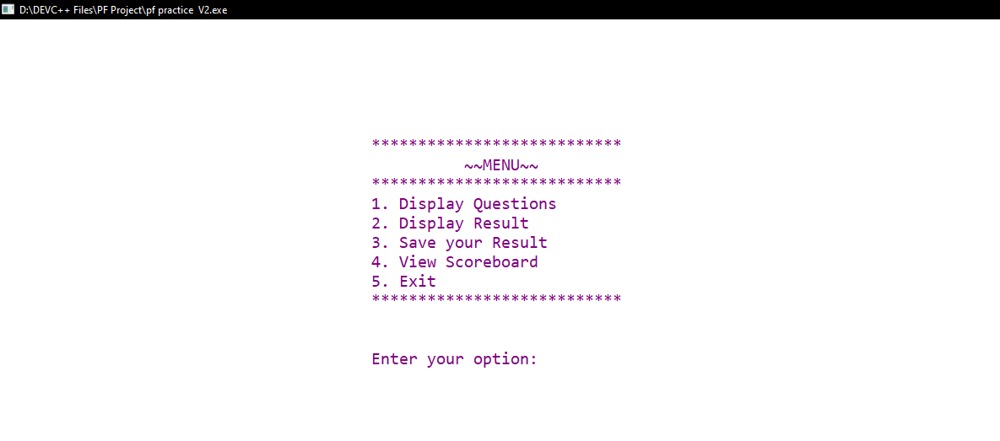 D:\DEVC++ Files\PF Project\pf practice  V2.exe
***************************
~~MENU~~
***************************
1. Display Questions
2. Display Result
3. Save your Result
4. View Scoreboard
5. Exit
***************************
Enter your option: